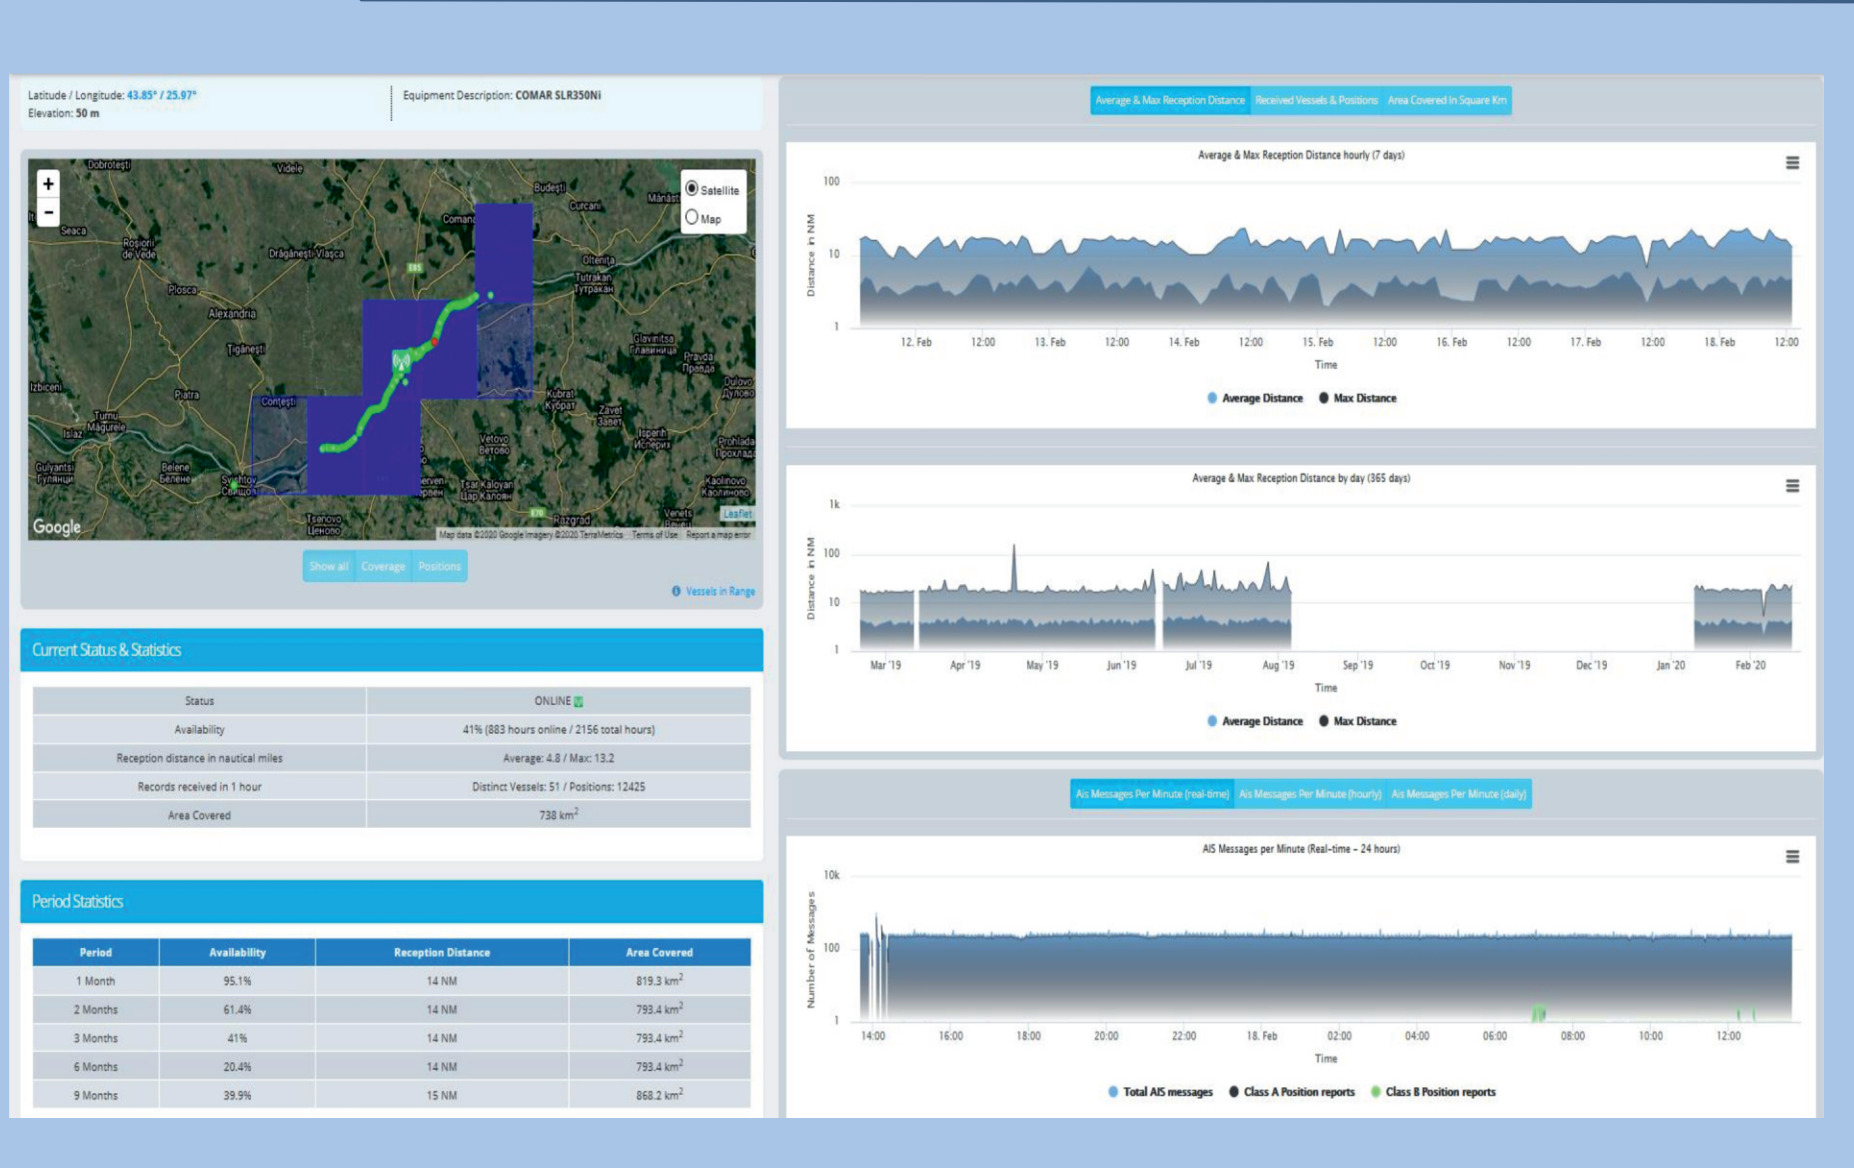 Latitude / Longitude: 43.85° / 25.97°
Elevation: 50 m
Equipment Description: COMAR SLR350Ni
+
−
Satellite
Map
Dobrotești
Videle
Budești
Curcani
Mănăst
Seaca
Roșiori
de Vede
Drăgănești-Vlașca
Comana
E85
Oltenița
Tutrakan
Тутракан
Plosca
Alexandria
Țigănești
Glavinitsa
Главиница
Pravda
Правда
Izbiceni
Piatra
Conțești
Kubrat
Кубрат
Zavet
Завет
Dulovo
Дулово
Turnu
Măgurele
Islaz
Isperih
Исперих
Prohlada
Прохлад
Vetovo
Ветово
Gulyantsi
Гулянци
Belene
Белене
Svishtov
Свищов
erven
рвен
Tsar Kaloyan
Цар Калоян
Kaolinovo
Каолиново
Tsenovo
Ценово
E70
Razgrad
Venets
Leaflet
Google
Map data ©2020 Google Imagery ©2020 TerraMetrics
Terms of Use
Report a map error
Show all
Coverage
Positions
Vessels in Range
Current Status & Statistics
Status ONLINE
Availability 41% (883 hours online / 2156 total hours)
Reception distance in nautical miles Average: 4.8 / Max: 13.2
Records received in 1 hour Distinct Vessels: 51 / Positions: 12425
Area Covered 738 km²
Period Statistics
Period Availability Reception Distance Area Covered
1 Month 95.1% 14 NM 819.3 km²
2 Months 61.4% 14 NM 793.4 km²
3 Months 41% 14 NM 793.4 km²
6 Months 20.4% 14 NM 793.4 km²
9 Months 39.9% 15 NM 868.2 km²
Average & Max Reception Distance Received Vessels & Positions Area Covered in Square Km
Average & Max Reception Distance hourly (7 days)
Distance in NM
100
10
1
12. Feb 12:00 13. Feb 12:00 14. Feb 12:00 15. Feb 12:00 16. Feb 12:00 17. Feb 12:00 18. Feb 12:00
Time
Average Distance Max Distance
Average & Max Reception Distance by day (365 days)
Distance in NM
1k
100
10
1
Mar '19 Apr '19 May '19 Jun '19 Jul '19 Aug '19 Sep '19 Oct '19 Nov '19 Dec '19 Jan '20 Feb '20
Time
Average Distance Max Distance
Ais Messages Per Minute (real-time) Ais Messages Per Minute (hourly) Ais Messages Per Minute (daily)
AIS Messages per Minute (Real-time - 24 hours)
Number of Messages
10k
100
1
14:00 16:00 18:00 20:00 22:00 18. Feb 02:00 04:00 06:00 08:00 10:00 12:00
Time
Total AIS messages Class A Position reports Class B Position reports